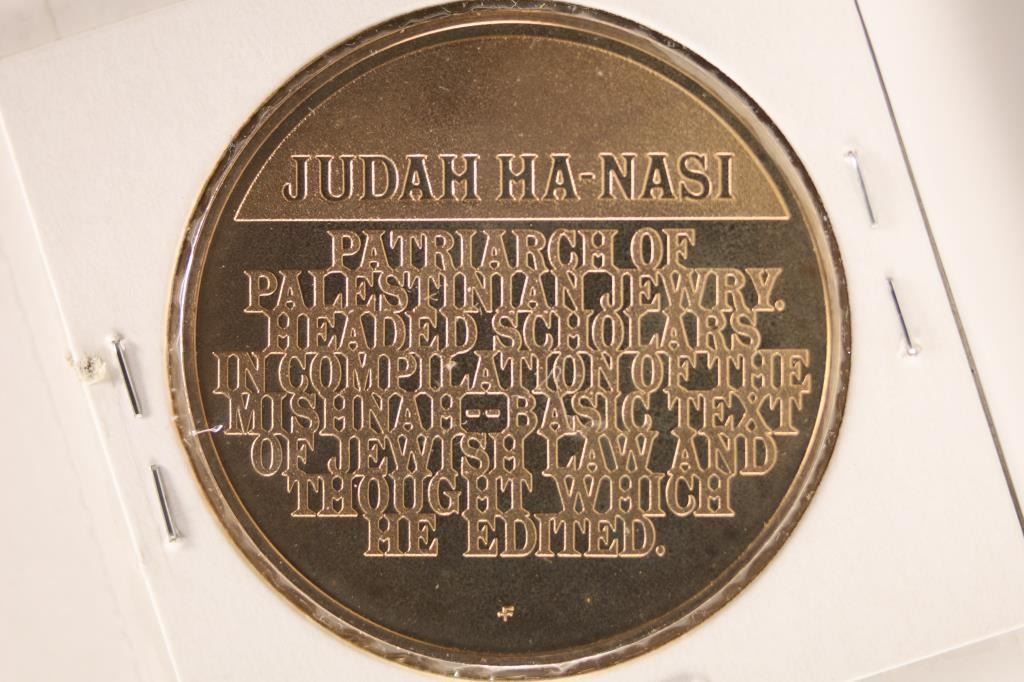 JUDAH HA-NASI
PATRIARCH OF
PALESTINIAN JEWRY.
HEADED SCHOLARS
IN COMPILATION OF THE
MISHNAH--BASIC TEXT
OF JEWISH LAW AND
THOUGHT WHICH
HE EDITED.